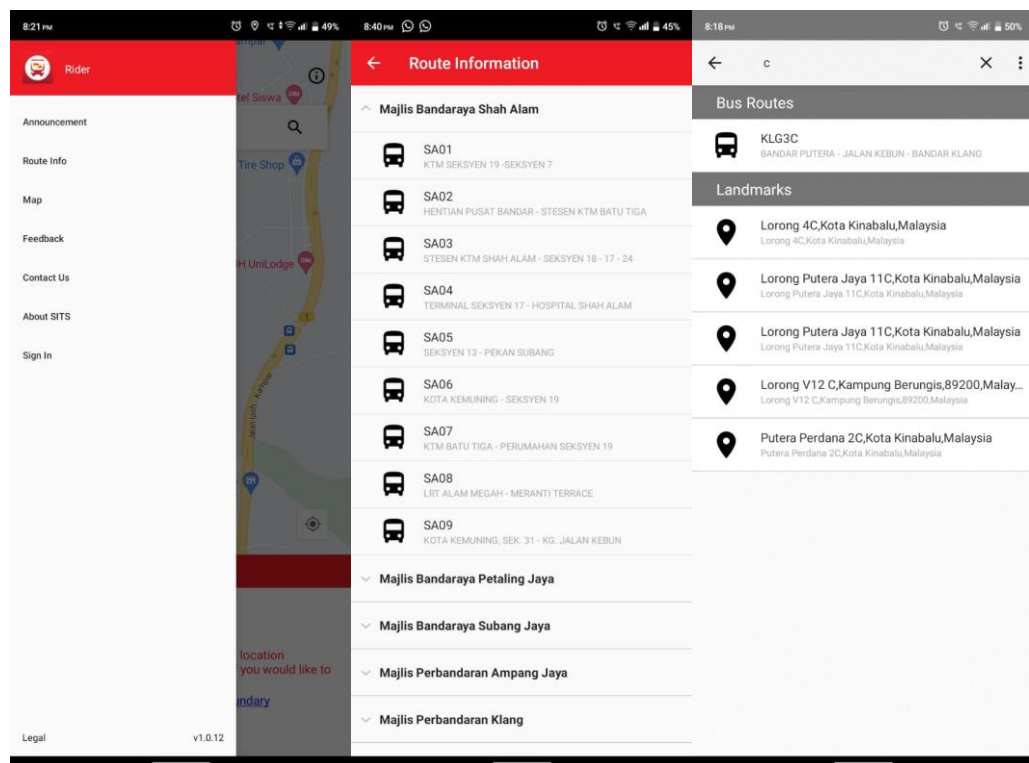 8:21 PM
49%
Rider
Announcement
Route Info
Map
Feedback
Contact Us
About SITS
Sign In
Legal
v1.0.12
tel Siswa
Tire Shop
H UniLodge
Jalan Ipoh - Kampar
location
you would like to
undary
8:40 PM
45%
Route Information
Majlis Bandaraya Shah Alam
SA01
KTM SEKSYEN 19 -SEKSYEN 7
SA02
HENTIAN PUSAT BANDAR - STESEN KTM BATU TIGA
SA03
STESEN KTM SHAH ALAM - SEKSYEN 18 - 17 - 24
SA04
TERMINAL SEKSYEN 17 - HOSPITAL SHAH ALAM
SA05
SEKSYEN 13 - PEKAN SUBANG
SA06
KOTA KEMUNING - SEKSYEN 19
SA07
KTM BATU TIGA - PERUMAHAN SEKSYEN 19
SA08
LRT ALAM MEGAH - MERANTI TERRACE
SA09
KOTA KEMUNING, SEK. 31 - KG. JALAN KEBUN
Majlis Bandaraya Petaling Jaya
Majlis Bandaraya Subang Jaya
Majlis Perbandaran Ampang Jaya
Majlis Perbandaran Klang
8:18 PM
50%
c
Bus Routes
KLG3C
BANDAR PUTERA - JALAN KEBUN - BANDAR KLANG
Landmarks
Lorong 4C,Kota Kinabalu,Malaysia
Lorong 4C,Kota Kinabalu,Malaysia
Lorong Putera Jaya 11C,Kota Kinabalu,Malaysia
Lorong Putera Jaya 11C,Kota Kinabalu,Malaysia
Lorong Putera Jaya 11C,Kota Kinabalu,Malaysia
Lorong Putera Jaya 11C,Kota Kinabalu,Malaysia
Lorong V12 C,Kampung Berungis,89200,Malay...
Lorong V12 C,Kampung Berungis,89200,Malaysia
Putera Perdana 2C,Kota Kinabalu,Malaysia
Putera Perdana 2C,Kota Kinabalu,Malaysia